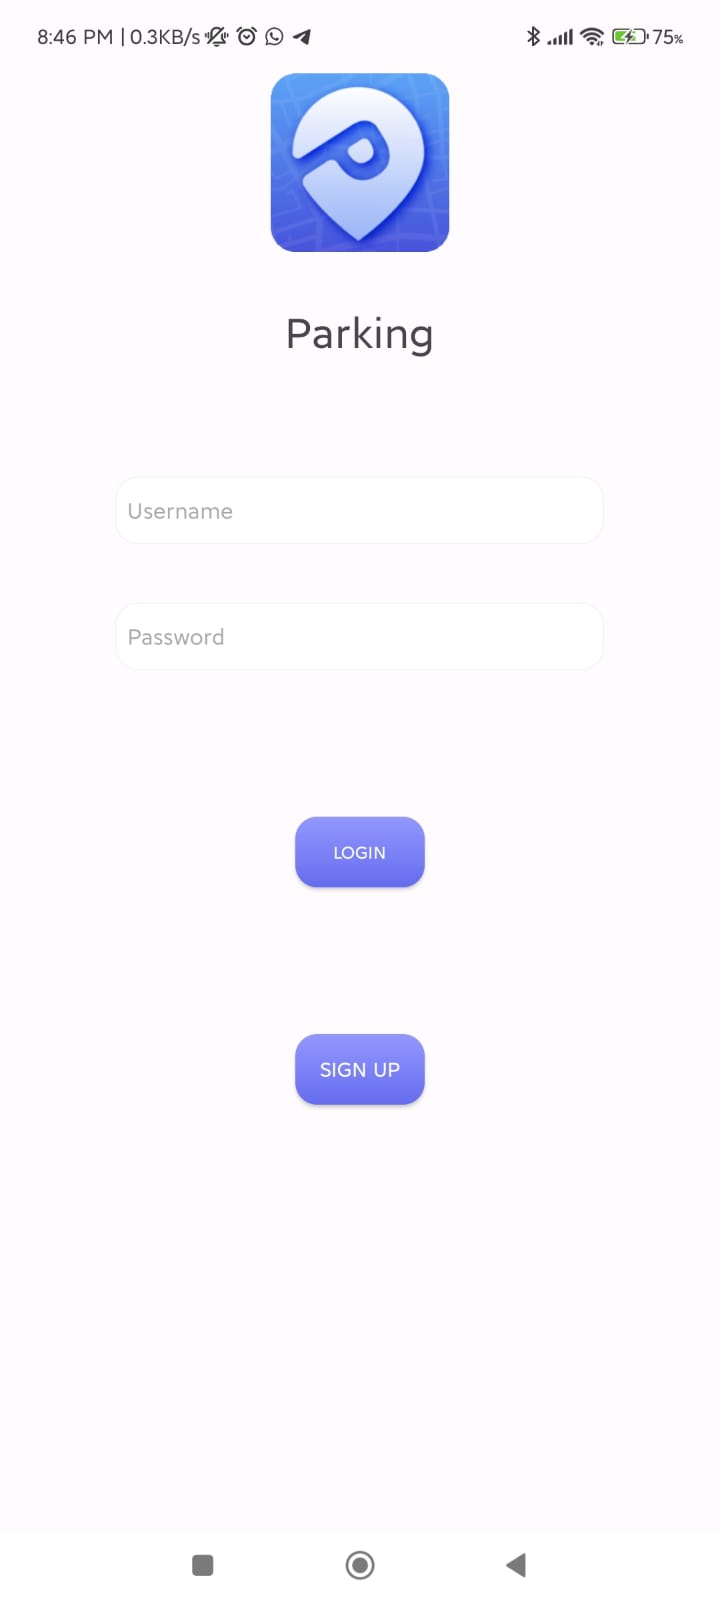 8:46 PM | 0.3KB/s 75%
Parking
Username
Password
LOGIN
SIGN UP